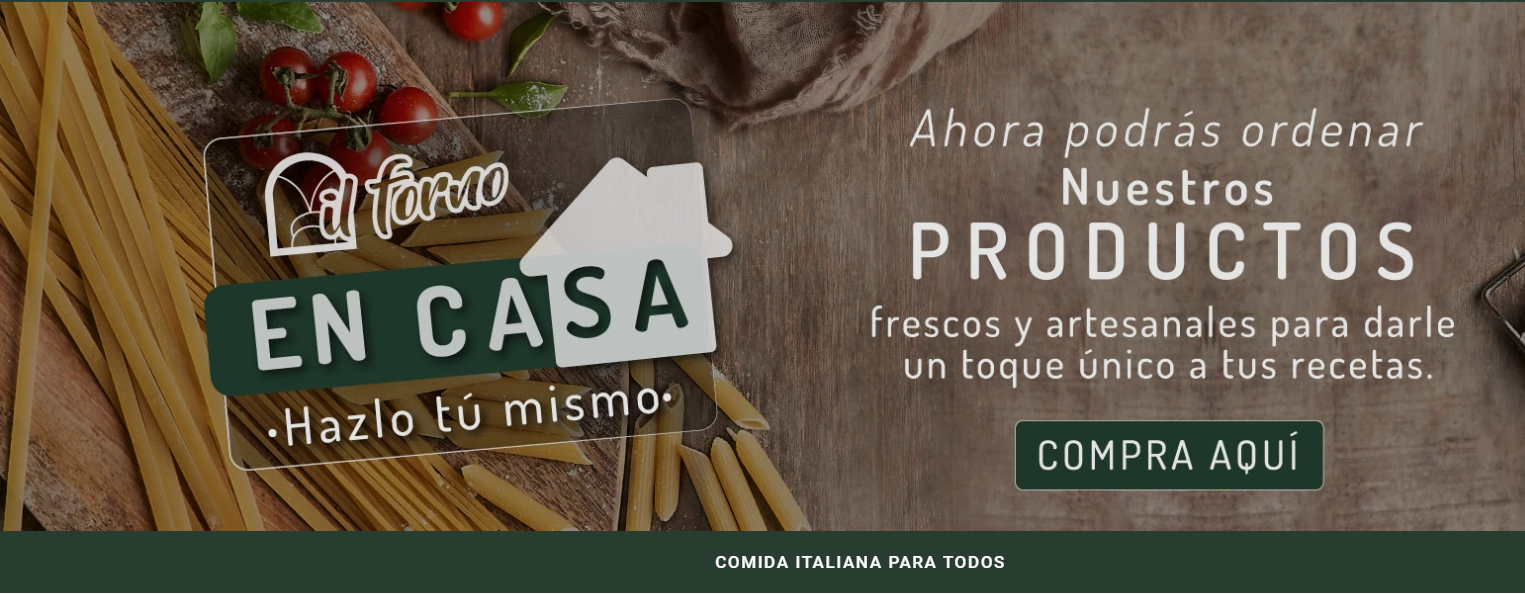 il forno
EN CASA
·Hazlo tú mismo·
Ahora podrás ordenar
Nuestros
PRODUCTOS
frescos y artesanales para darle
un toque único a tus recetas.
COMPRA AQUÍ
COMIDA ITALIANA PARA TODOS